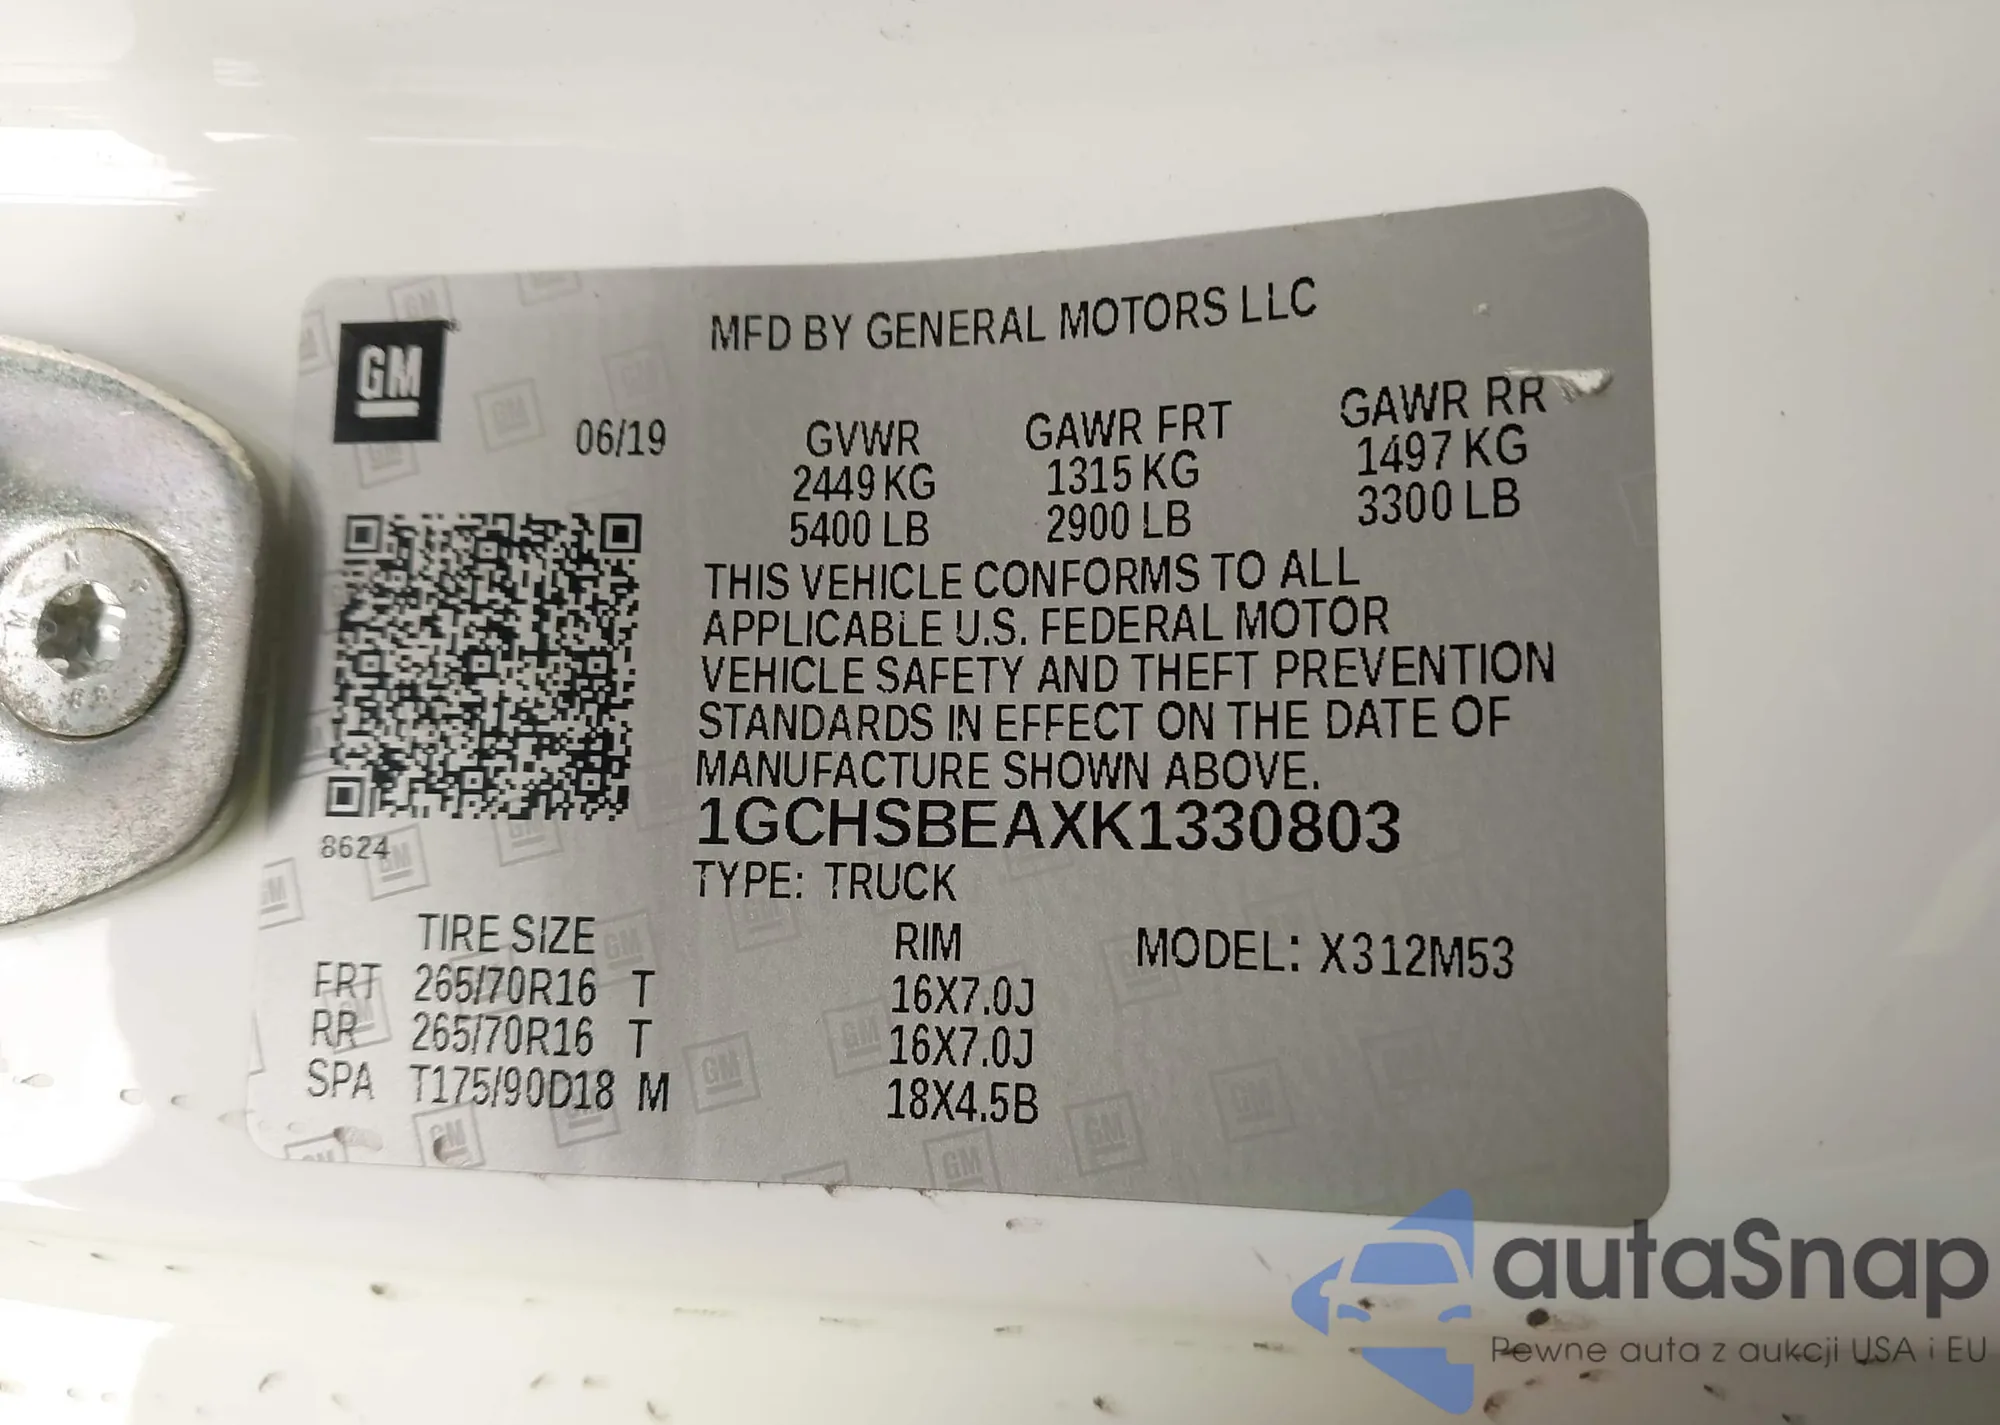 GM
MFD BY GENERAL MOTORS LLC
06/19
GVWR GAWR FRT GAWR RR
2449 KG 1315 KG 1497 KG
5400 LB 2900 LB 3300 LB
THIS VEHICLE CONFORMS TO ALL
APPLICABLE U.S. FEDERAL MOTOR
VEHICLE SAFETY AND THEFT PREVENTION
STANDARDS IN EFFECT ON THE DATE OF
MANUFACTURE SHOWN ABOVE.
1GCHSBEAXK1330803
8624
TYPE: TRUCK
TIRE SIZE RIM MODEL: X312M53
FRT 265/70R16 T 16X7.0J
RR 265/70R16 T 16X7.0J
SPA T175/90D18 M 18X4.5B
autaSnap
Pewne auta z aukcji USA i EU